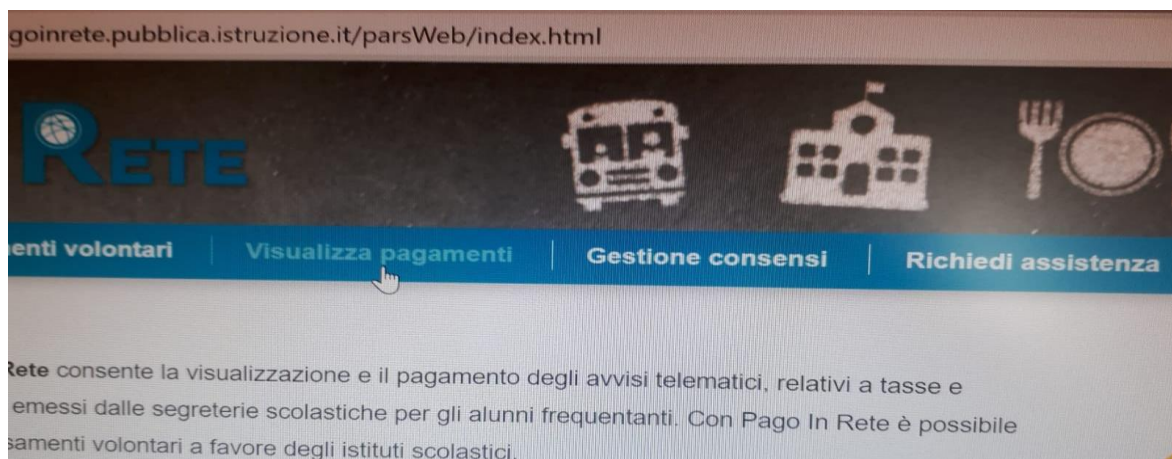 goinrete.pubblica.istruzione.it/parsWeb/index.html
RETE
enti volontari Visualizza pagamenti Gestione consensi Richiedi assistenza
Rete consente la visualizzazione e il pagamento degli avvisi telematici, relativi a tasse e
emessi dalle segreterie scolastiche per gli alunni frequentanti. Con Pago In Rete è possibile
samenti volontari a favore degli istituti scolastici.